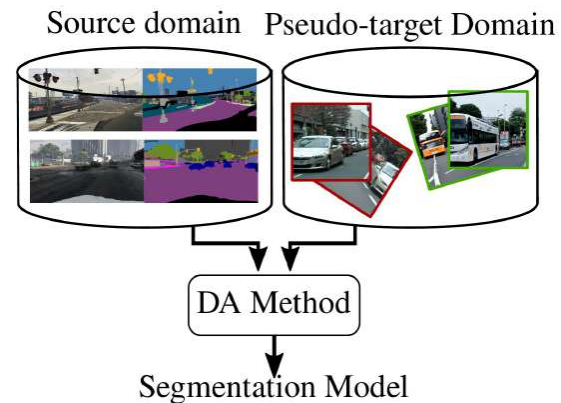 Source domain
Pseudo-target Domain
DA Method
Segmentation Model